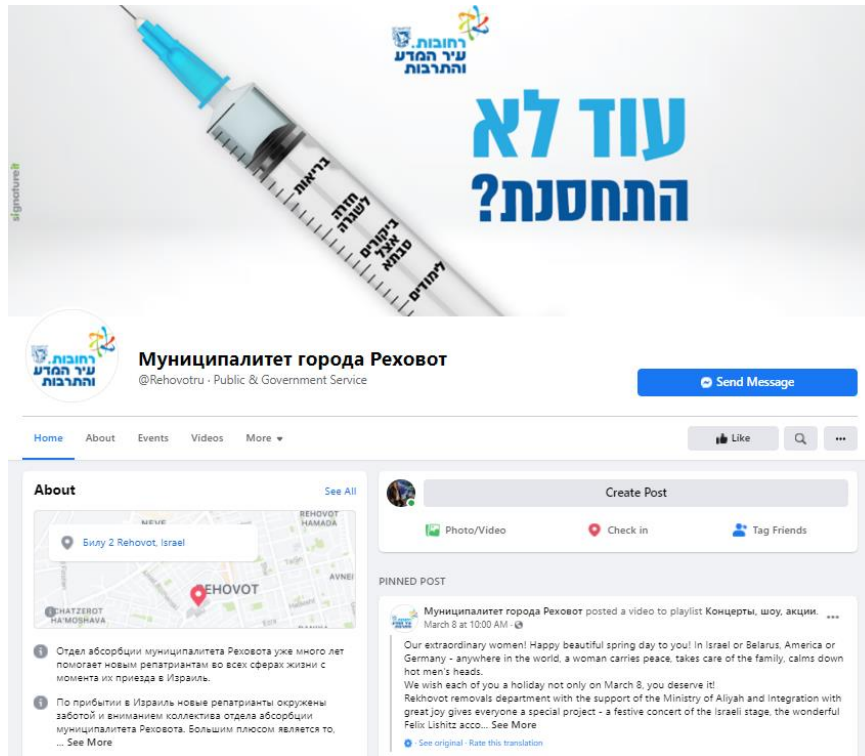 רחובות.
עיר המדע
והתרבות
עוד לא
התחסנת?
בריאות
חזרה
לשגרה
ביקורים
אצל
סבתא
לימודים
signatureit
רחובות.
עיר המדע
והתרבות
Муниципалитет города Реховот
@Rehovotru · Public & Government Service
Send Message
Home About Events Videos More
Like
About See All
Билу 2 Rehovot, Israel
NEVE
REHOVOT
HAMADA
AVNEI
REHOVOT
CHATZEROT
HA'MOSHAVA
Отдел абсорбции муниципалитета Реховота уже много лет
помогает новым репатриантам во всех сферах жизни с
момента их приезда в Израиль.
По прибытии в Израиль новые репатрианты окружены
заботой и вниманием коллектива отдела абсорбции
муниципалитета Реховота. Большим плюсом является то,
... See More
Create Post
Photo/Video Check in Tag Friends
PINNED POST
Муниципалитет города Реховот posted a video to playlist Концерты, шоу, акции.
March 8 at 10:00 AM ·
Our extraordinary women! Happy beautiful spring day to you! In Israel or Belarus, America or
Germany - anywhere in the world, a woman carries peace, takes care of the family, calms down
hot men's heads.
We wish each of you a holiday not only on March 8, you deserve it!
Rekhovot removals department with the support of the Ministry of Aliyah and Integration with
great joy gives everyone a special project - a festive concert of the Israeli stage, the wonderful
Felix Lishitz acco... See More
· See original · Rate this translation